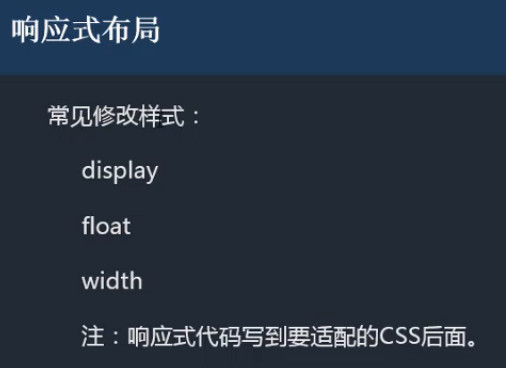 响应式布局
常见修改样式：
display
float
width
注：响应式代码写到要适配的CSS后面。